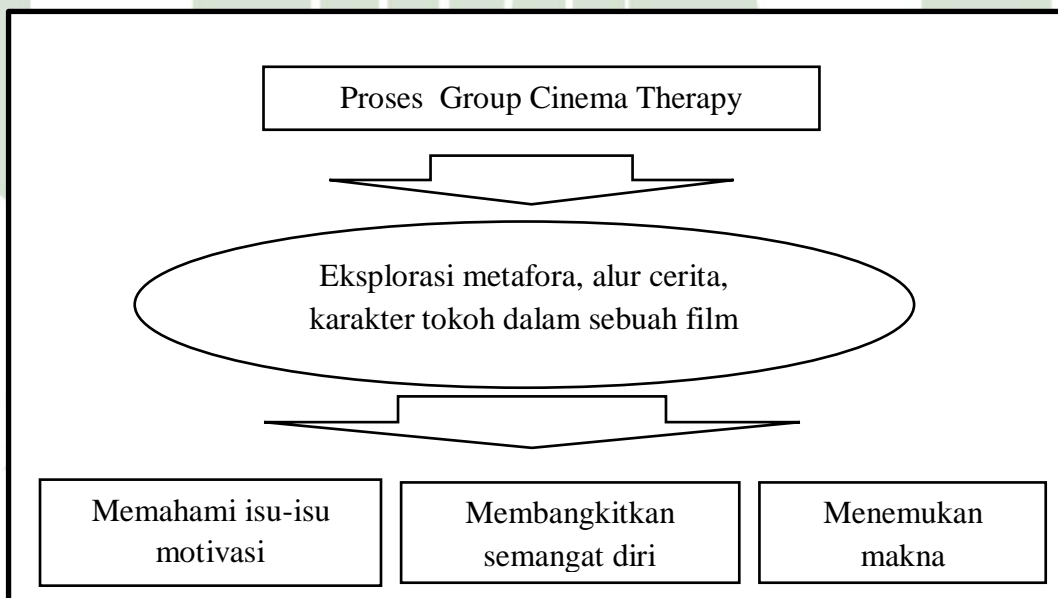 Proses Group Cinema Therapy
Eksplorasi metafora, alur cerita,
karakter tokoh dalam sebuah film
Memahami isu-isu
motivasi
Membangkitkan
semangat diri
Menemukan
makna